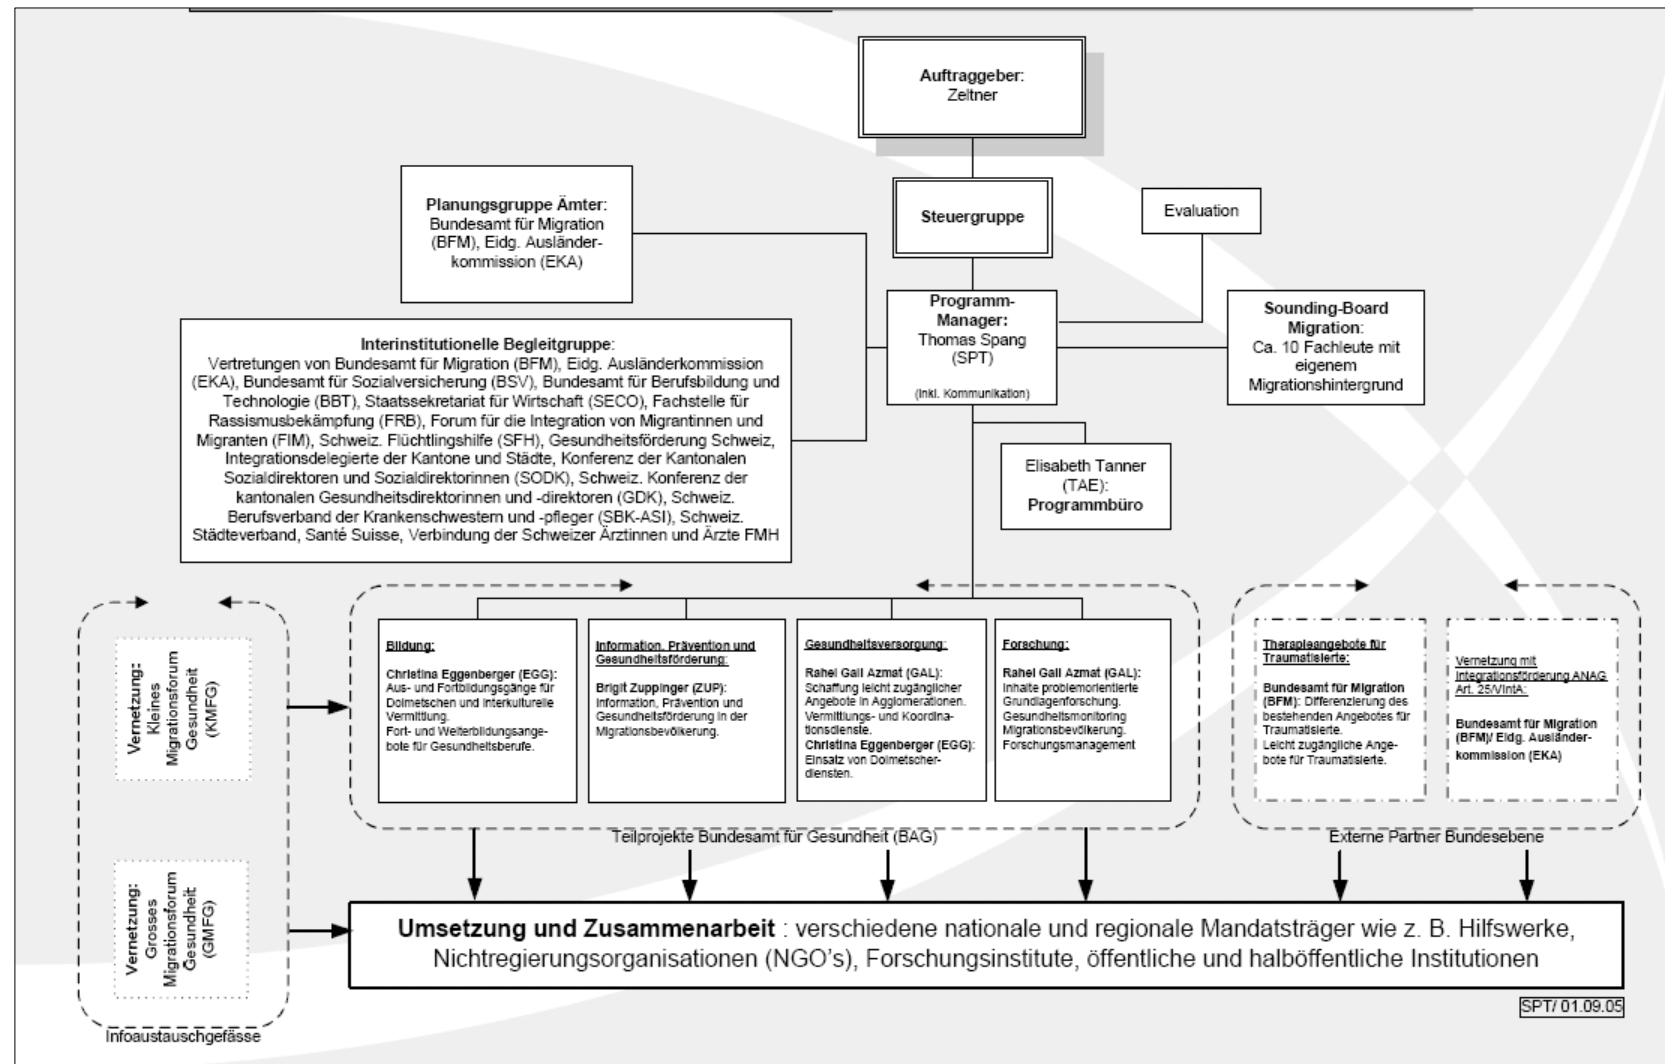 Auftraggeber:
Zeltner
Planungsgruppe Ämter:
Bundesamt für Migration
(BFM), Eidg. Ausländer-
kommission (EKA)
Steuergruppe
Evaluation
Programm-
Manager:
Thomas Spang
(SPT)
(Inkl. Kommunikation)
Sounding-Board
Migration:
Ca. 10 Fachleute mit
eigenem
Migrationshintergrund
Interinstitutionelle Begleitgruppe:
Vertretungen von Bundesamt für Migration (BFM), Eidg. Ausländerkommission
(EKA), Bundesamt für Sozialversicherung (BSV), Bundesamt für Berufsbildung und
Technologie (BBT), Staatssekretariat für Wirtschaft (SECO), Fachstelle für
Rassismusbekämpfung (FRB), Forum für die Integration von Migrantinnen und
Migranten (FIM), Schweiz. Flüchtlingshilfe (SFH), Gesundheitsförderung Schweiz,
Integrationsdelegierte der Kantone und Städte, Konferenz der Kantonalen
Sozialdirektoren und Sozialdirektorinnen (SODK), Schweiz. Konferenz der
kantonalen Gesundheitsdirektorinnen und -direktoren (GDK), Schweiz.
Berufsverband der Krankenschwestern und -pfleger (SBK-ASI), Schweiz.
Städteverband, Santé Suisse, Verbindung der Schweizer Ärztinnen und Ärzte FMH
Elisabeth Tanner
(TAE):
Programmbüro
Vernetzung:
Kleines
Migrationsforum
Gesundheit
(KMFG)
Bildung:
Christina Eggenberger (EGG):
Aus- und Fortbildungsgänge für
Dolmetschen und Interkulturelle
Vermittlung.
Fort- und Weiterbildungsange-
bote für Gesundheitsberufe.
Information, Prävention und
Gesundheitsförderung:
Brigit Zuppinger (ZUP):
Information, Prävention und
Gesundheitsförderung in der
Migrationsbevölkerung.
Gesundheitsversorgung:
Rahel Gall Azmat (GAL):
Schaffung leicht zugänglicher
Angebote in Agglomerationen.
Vermittlungs- und Koordina-
tionsdienste.
Christina Eggenberger (EGG):
Einsatz von Dolmetscher-
diensten.
Forschung:
Rahel Gall Azmat (GAL):
Inhalte problemorientierte
Grundlagenforschung.
Gesundheitsmonitoring
Migrationsbevölkerung.
Forschungsmanagement
Therapieangebote für
Traumatisierte:
Bundesamt für Migration
(BFM): Differenzierung des
bestehenden Angebotes für
Traumatisierte.
Leicht zugängliche Ange-
bote für Traumatisierte.
Vernetzung mit
Integrationsförderung ANAG
Art. 25/VIntA:
Bundesamt für Migration
(BFM)/ Eidg. Ausländer-
kommission (EKA)
Teilprojekte Bundesamt für Gesundheit (BAG)
Externe Partner Bundesebene
Vernetzung:
Grosses
Migrationsforum
Gesundheit
(GMFG)
Umsetzung und Zusammenarbeit : verschiedene nationale und regionale Mandatsträger wie z. B. Hilfswerke,
Nichtregierungsorganisationen (NGO's), Forschungsinstitute, öffentliche und halböffentliche Institutionen
SPT/ 01.09.05
Infoaustauschgefässe